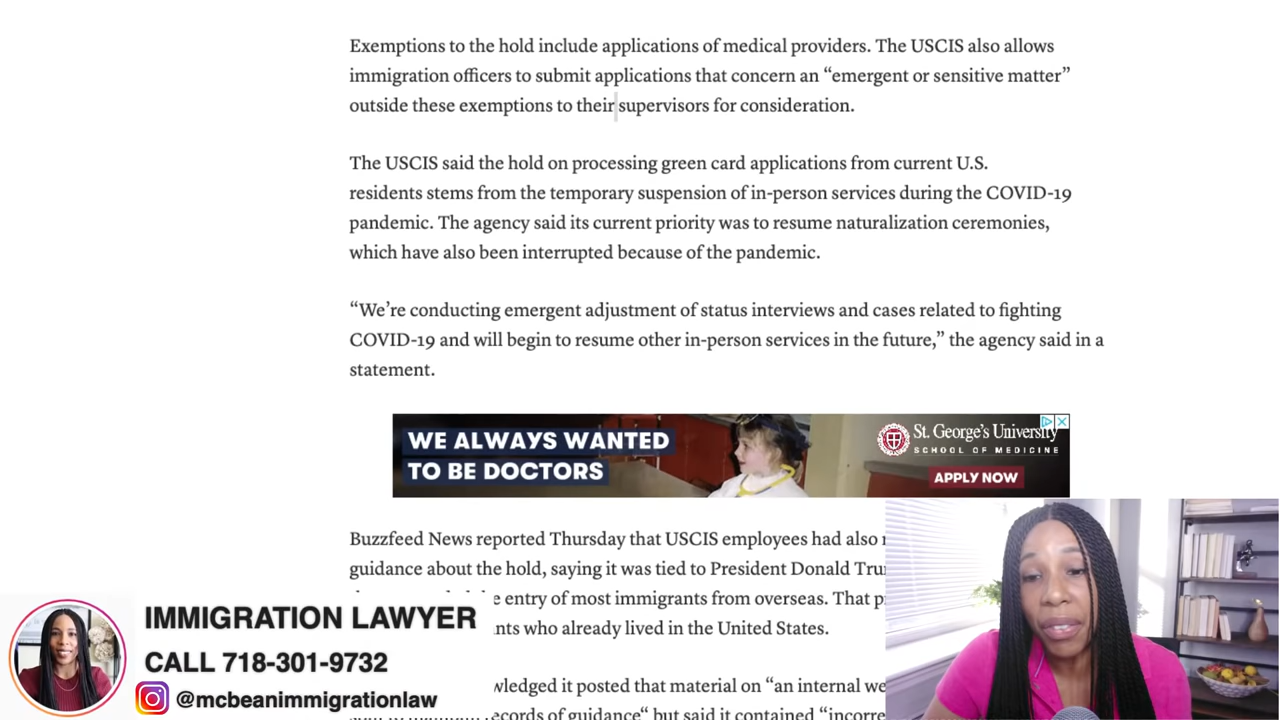 Exemptions to the hold include applications of medical providers. The USCIS also allows
immigration officers to submit applications that concern an “emergent or sensitive matter”
outside these exemptions to their supervisors for consideration.
The USCIS said the hold on processing green card applications from current U.S.
residents stems from the temporary suspension of in-person services during the COVID-19
pandemic. The agency said its current priority was to resume naturalization ceremonies,
which have also been interrupted because of the pandemic.
“We’re conducting emergent adjustment of status interviews and cases related to fighting
COVID-19 and will begin to resume other in-person services in the future,” the agency said in a
statement.
WE ALWAYS WANTED
TO BE DOCTORS
St. George's University
SCHOOL OF MEDICINE
APPLY NOW
Buzzfeed News reported Thursday that USCIS employees had also
guidance about the hold, saying it was tied to President Donald
entry of most immigrants from overseas. That
who already lived in the United States.
it posted that material on “an internal
of guidance“ but said it contained
IMMIGRATION LAWYER
CALL 718-301-9732
@mcbeanimmigrationlaw